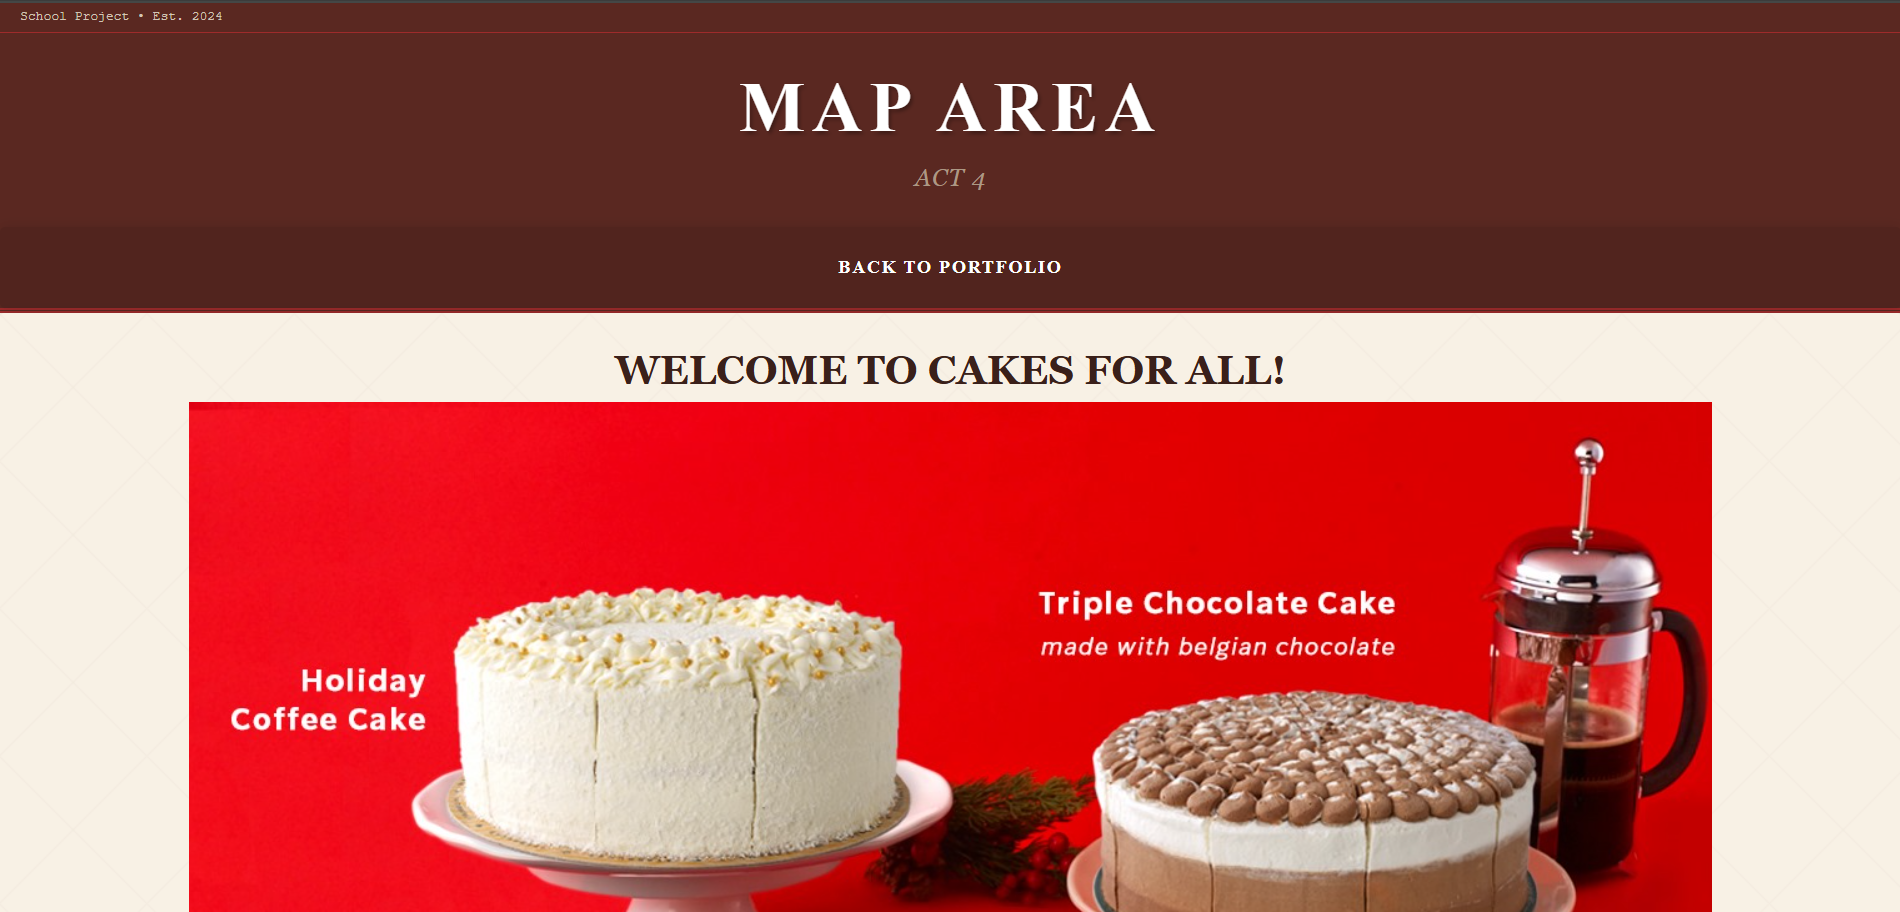 School Project • Est. 2024
MAP AREA
ACT 4
BACK TO PORTFOLIO
WELCOME TO CAKES FOR ALL!
Triple Chocolate Cake
made with belgian chocolate
Holiday
Coffee Cake